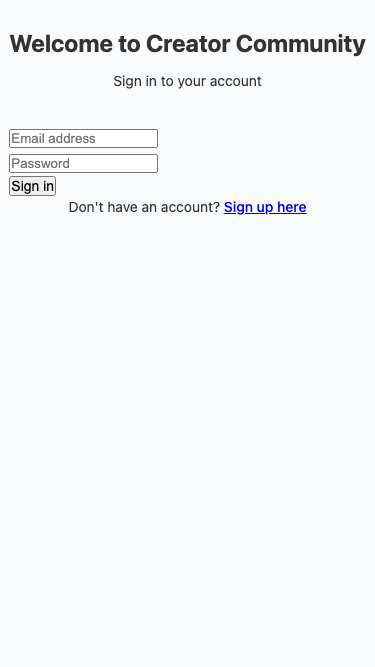 Welcome to Creator Community
Sign in to your account
Email address
Password
Sign in
Don't have an account? Sign up here